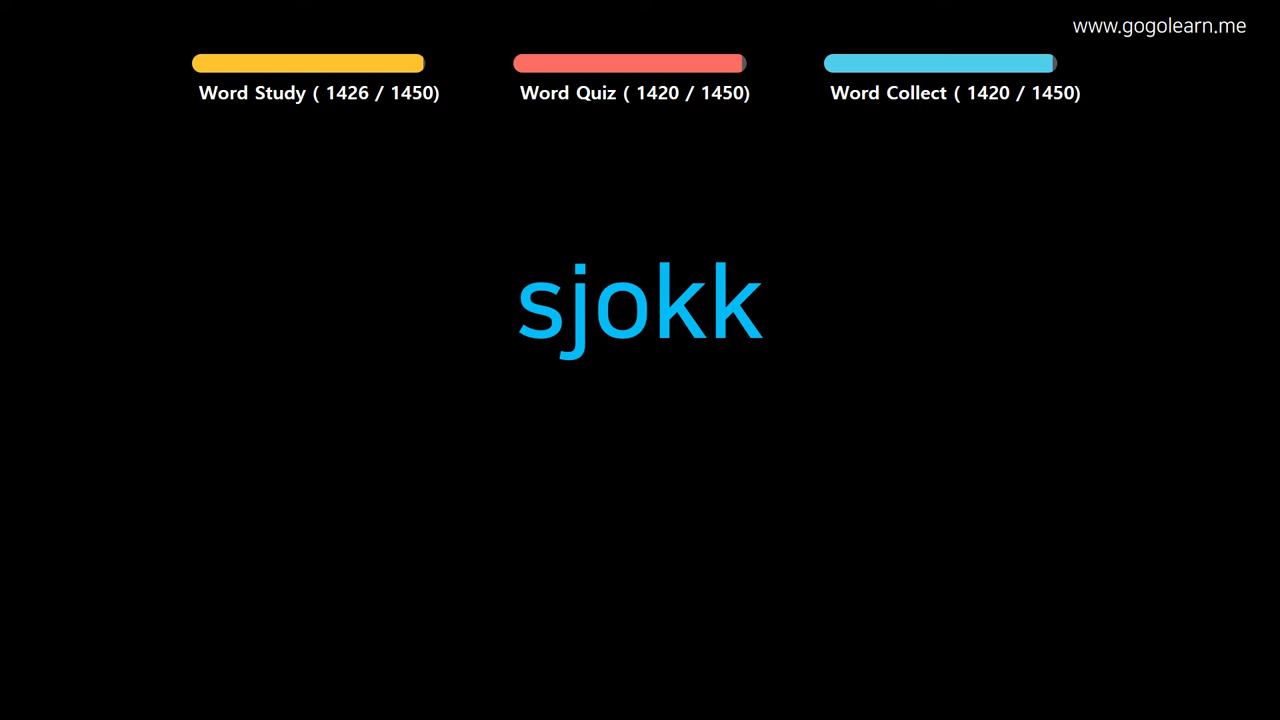 www.gogolearn.me
Word Study ( 1426 / 1450)
Word Quiz ( 1420 / 1450)
Word Collect ( 1420 / 1450)
sjokk